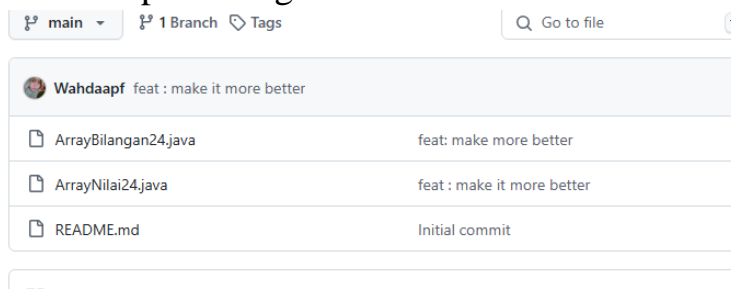 main 1 Branch Tags Go to file
Wahdaapf feat : make it more better
ArrayBilangan24.java feat: make more better
ArrayNilai24.java feat : make it more better
README.md Initial commit